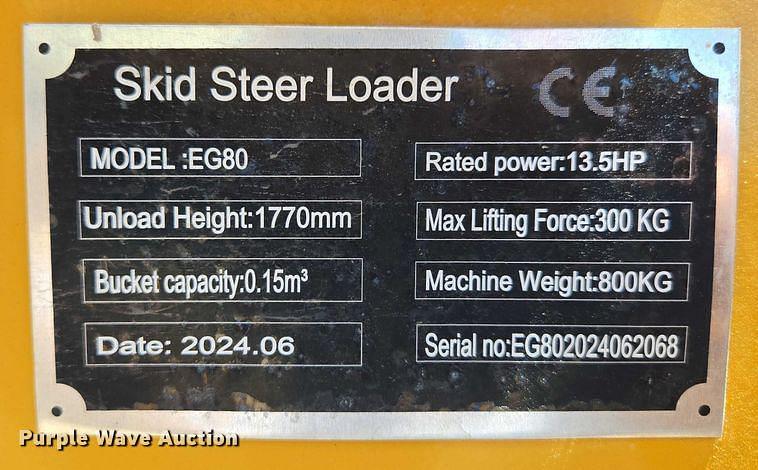 Skid Steer Loader CE
MODEL :EG80
Rated power:13.5HP
Unload Height:1770mm
Max Lifting Force:300 KG
Bucket capacity:0.15m³
Machine Weight:800KG
Date: 2024.06
Serial no:EG802024062068
Purple Wave Auction